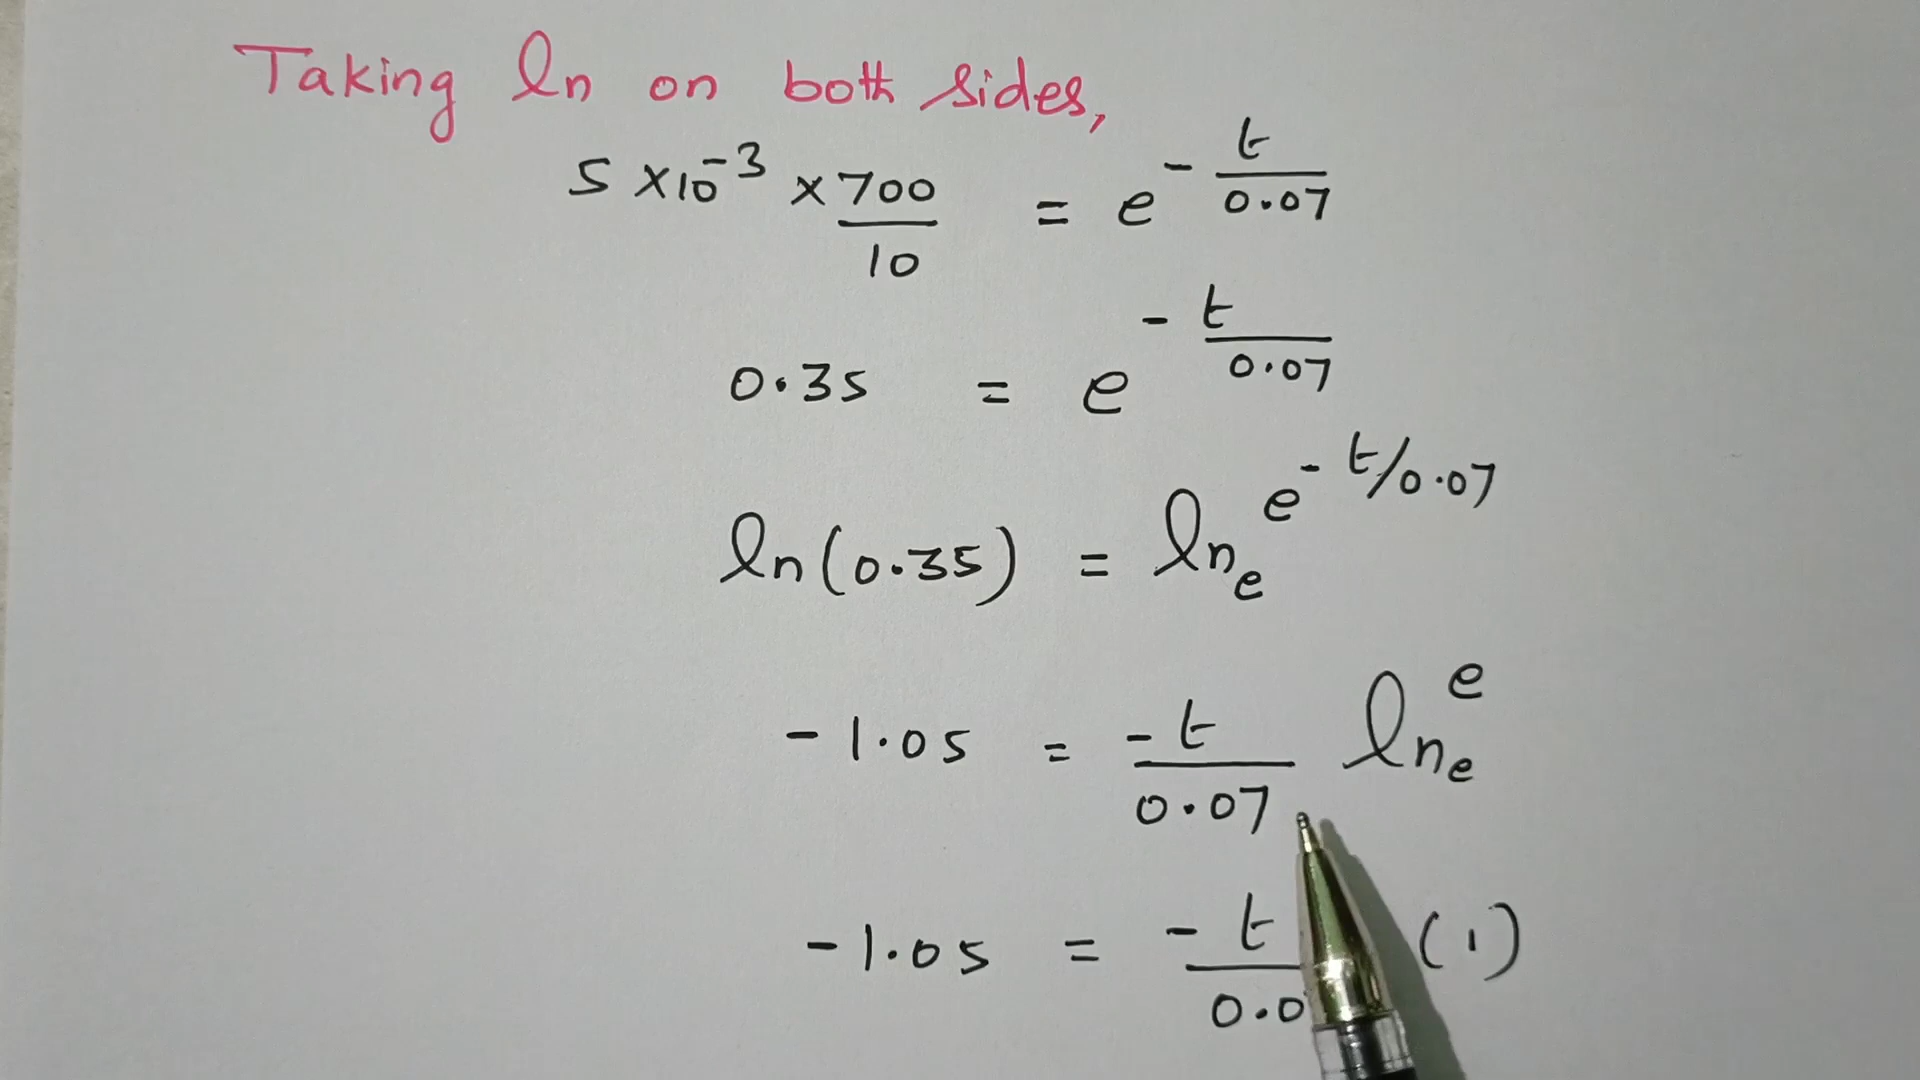 Taking ln on both sides,
5 × 10⁻³ × 700/10 = e^(- t/0.07)
0.35 = e^(- t/0.07)
ln(0.35) = ln_e e^(- t/0.07)
-1.05 = -t/0.07 ln_e e
-1.05 = -t/0.0 (1)